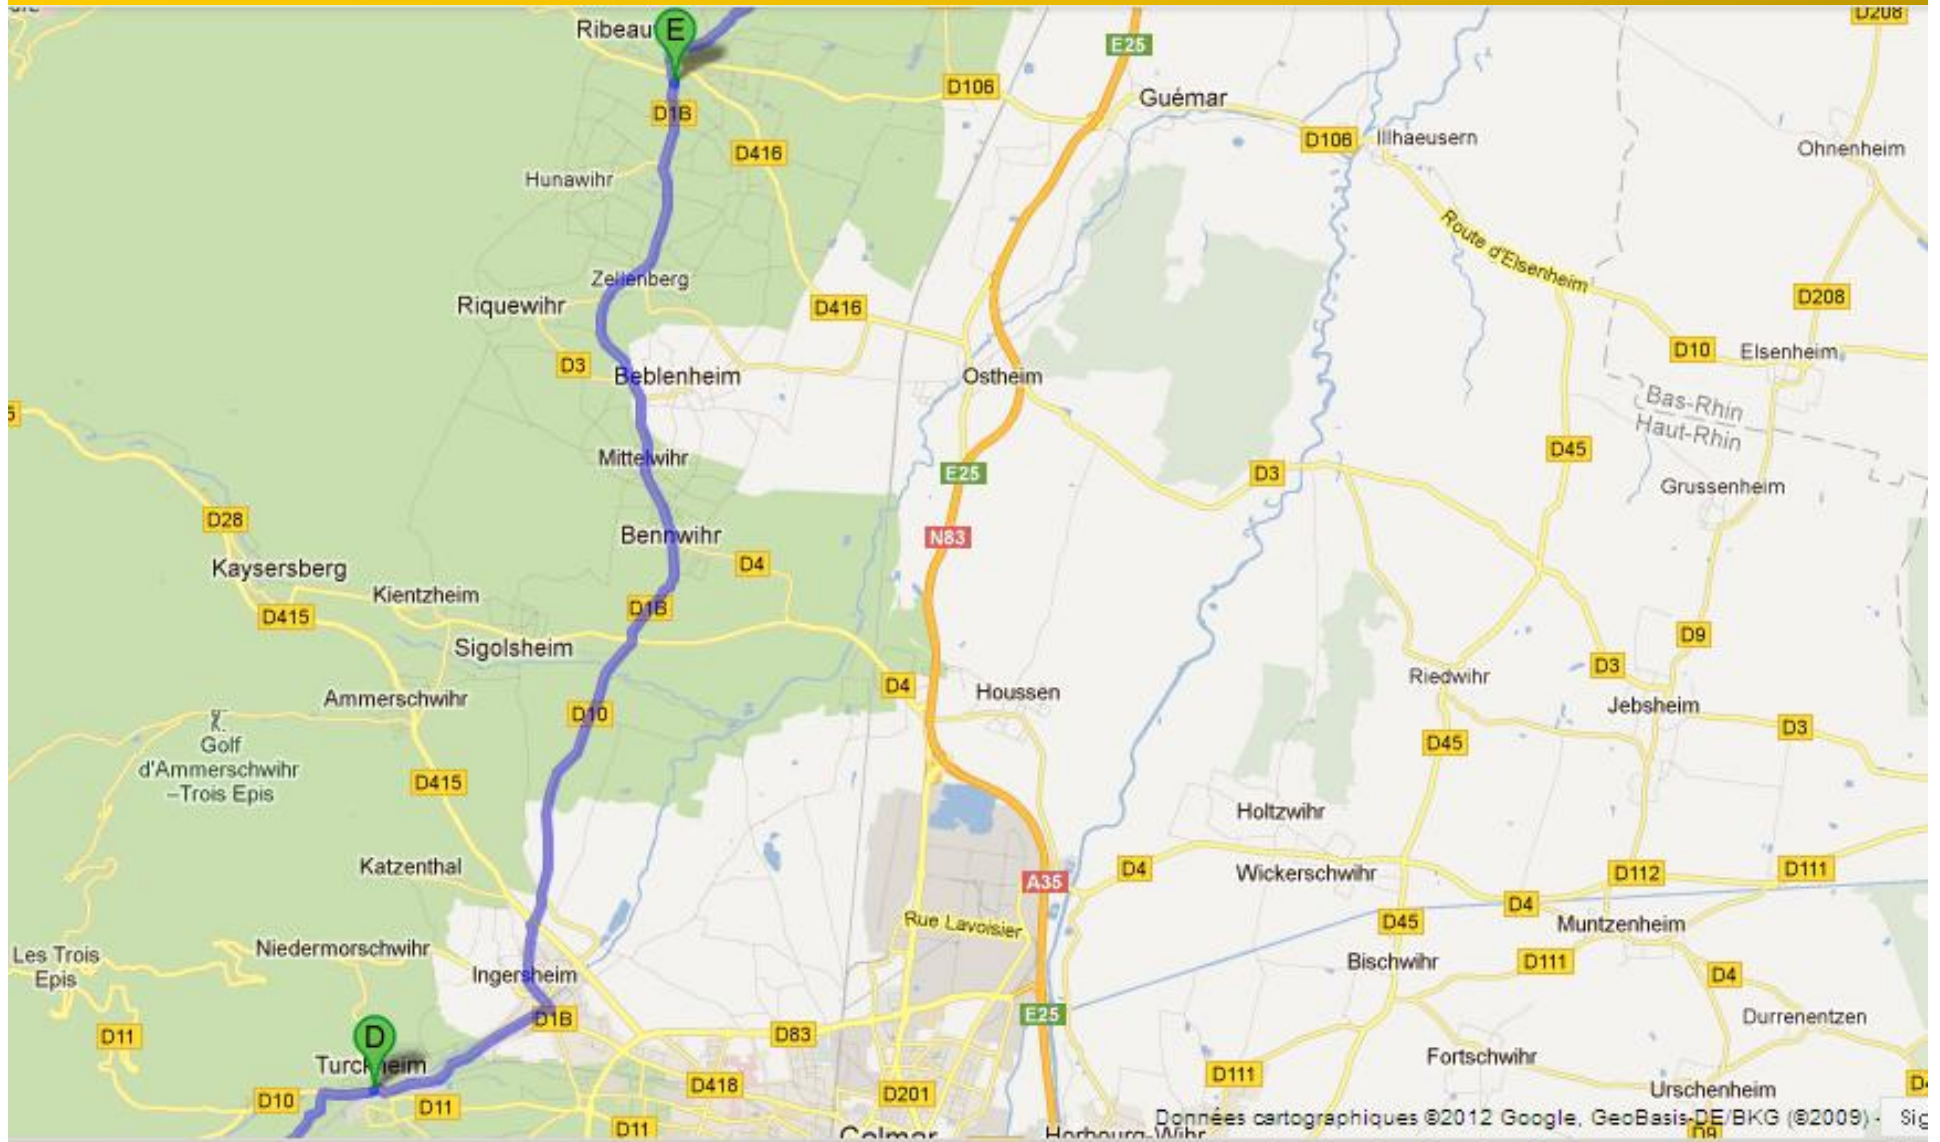 D208
Ribeau
E
E25
D106
Guémar
D1B
D106
Illhaeusern
Ohnenheim
D416
Hunawihr
Route d'Elsenheim
Zellenberg
Riquewihr
D416
D208
D3
Beblenheim
Ostheim
D10
Elsenheim
Bas-Rhin
Haut-Rhin
Mittelwihr
E25
D3
D45
Grussenheim
D28
Bennwihr
N83
Kaysersberg
D4
Kientzheim
D415
D1B
D9
Sigolsheim
D3
Riedwihr
Ammerschwihr
D4
Houssen
Jebsheim
D10
D3
D45
Golf
d'Ammerschwihr
–Trois Epis
D415
Holtzwihr
Katzenthal
A35
D4
Wickerschwihr
D112
D111
D4
Rue Lavoisier
D45
Muntzenheim
Les Trois
Epis
Niedermorschwihr
Ingersheim
Bischwihr
D111
D4
D1B
E25
Durrenentzen
D11
D
D83
Turckheim
Fortschwihr
D418
D111
D201
Urschenheim
D10
D11
D11
Données cartographiques ©2012 Google, GeoBasis-DE/BKG (©2009) -
Colmar
Horbourg-Wihr
D9